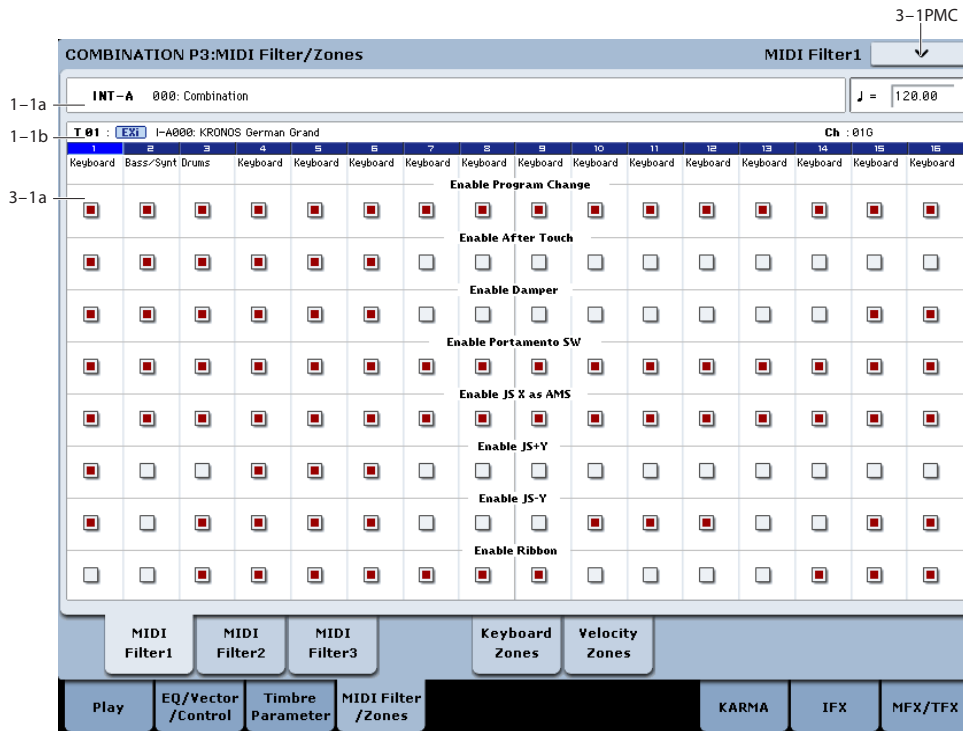 3–1PMC
COMBINATION P3:MIDI Filter/Zones MIDI Filter1
1–1a INT–A 000: Combination ♩ = 120.00
1–1b T 01 : EXi I–A000: KRONOS German Grand Ch :01G
1 2 3 4 5 6 7 8 9 10 11 12 13 14 15 16
Keyboard Bass/Synt Drums Keyboard Keyboard Keyboard Keyboard Keyboard Keyboard Keyboard Keyboard Keyboard Keyboard Keyboard Keyboard Keyboard
Enable Program Change
3–1a
Enable After Touch
Enable Damper
Enable Portamento SW
Enable JS X as AMS
Enable JS+Y
Enable JS-Y
Enable Ribbon
MIDI Filter1 MIDI Filter2 MIDI Filter3 Keyboard Zones Velocity Zones
Play EQ/Vector /Control Timbre Parameter MIDI Filter /Zones KARMA IFX MFX/TFX